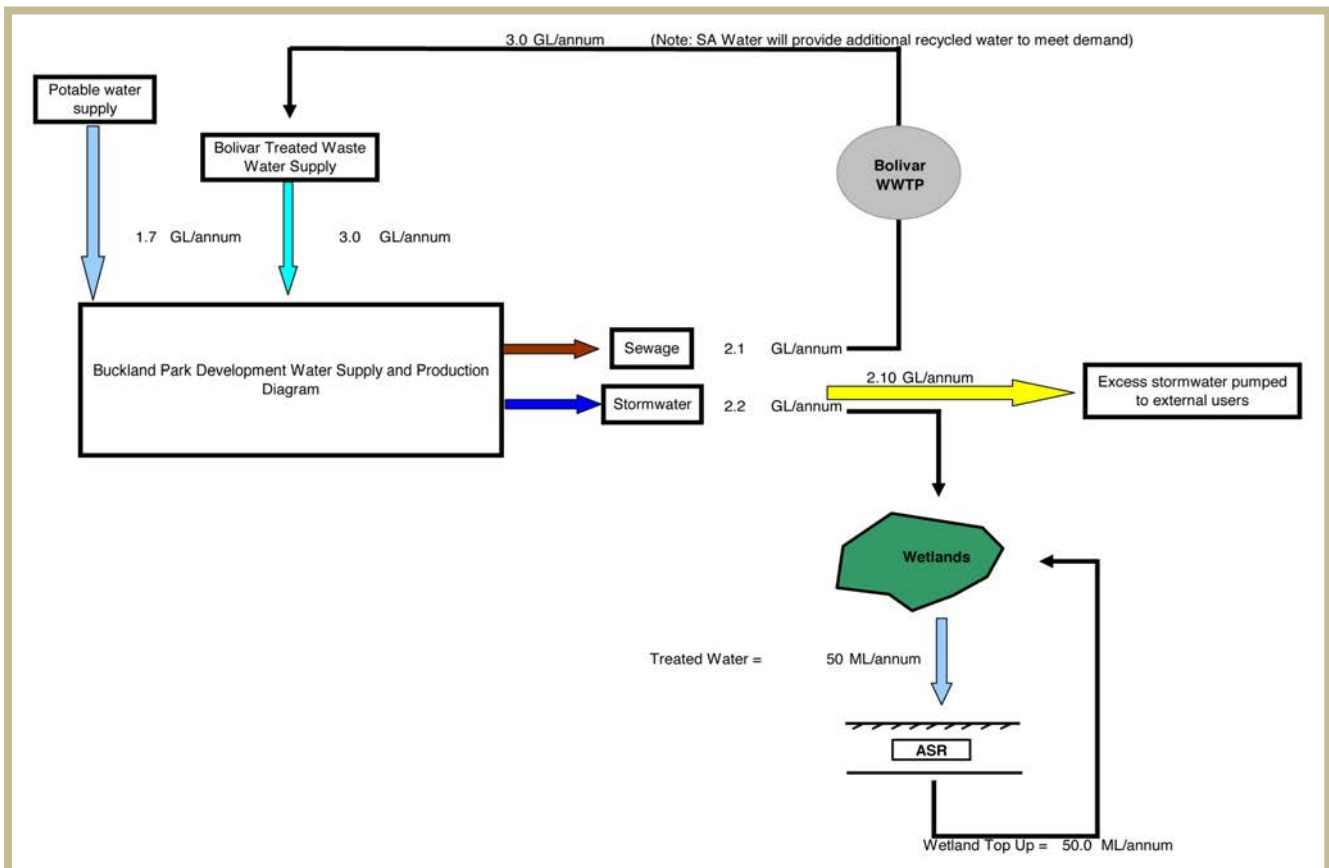 3.0 GL/annum (Note: SA Water will provide additional recycled water to meet demand)
Potable water
supply
Bolivar Treated Waste
Water Supply
Bolivar
WWTP
1.7 GL/annum
3.0 GL/annum
Buckland Park Development Water Supply and Production
Diagram
Sewage 2.1 GL/annum
Stormwater 2.2 GL/annum
2.10 GL/annum
Excess stormwater pumped
to external users
Wetlands
Treated Water = 50 ML/annum
ASR
Wetland Top Up = 50.0 ML/annum